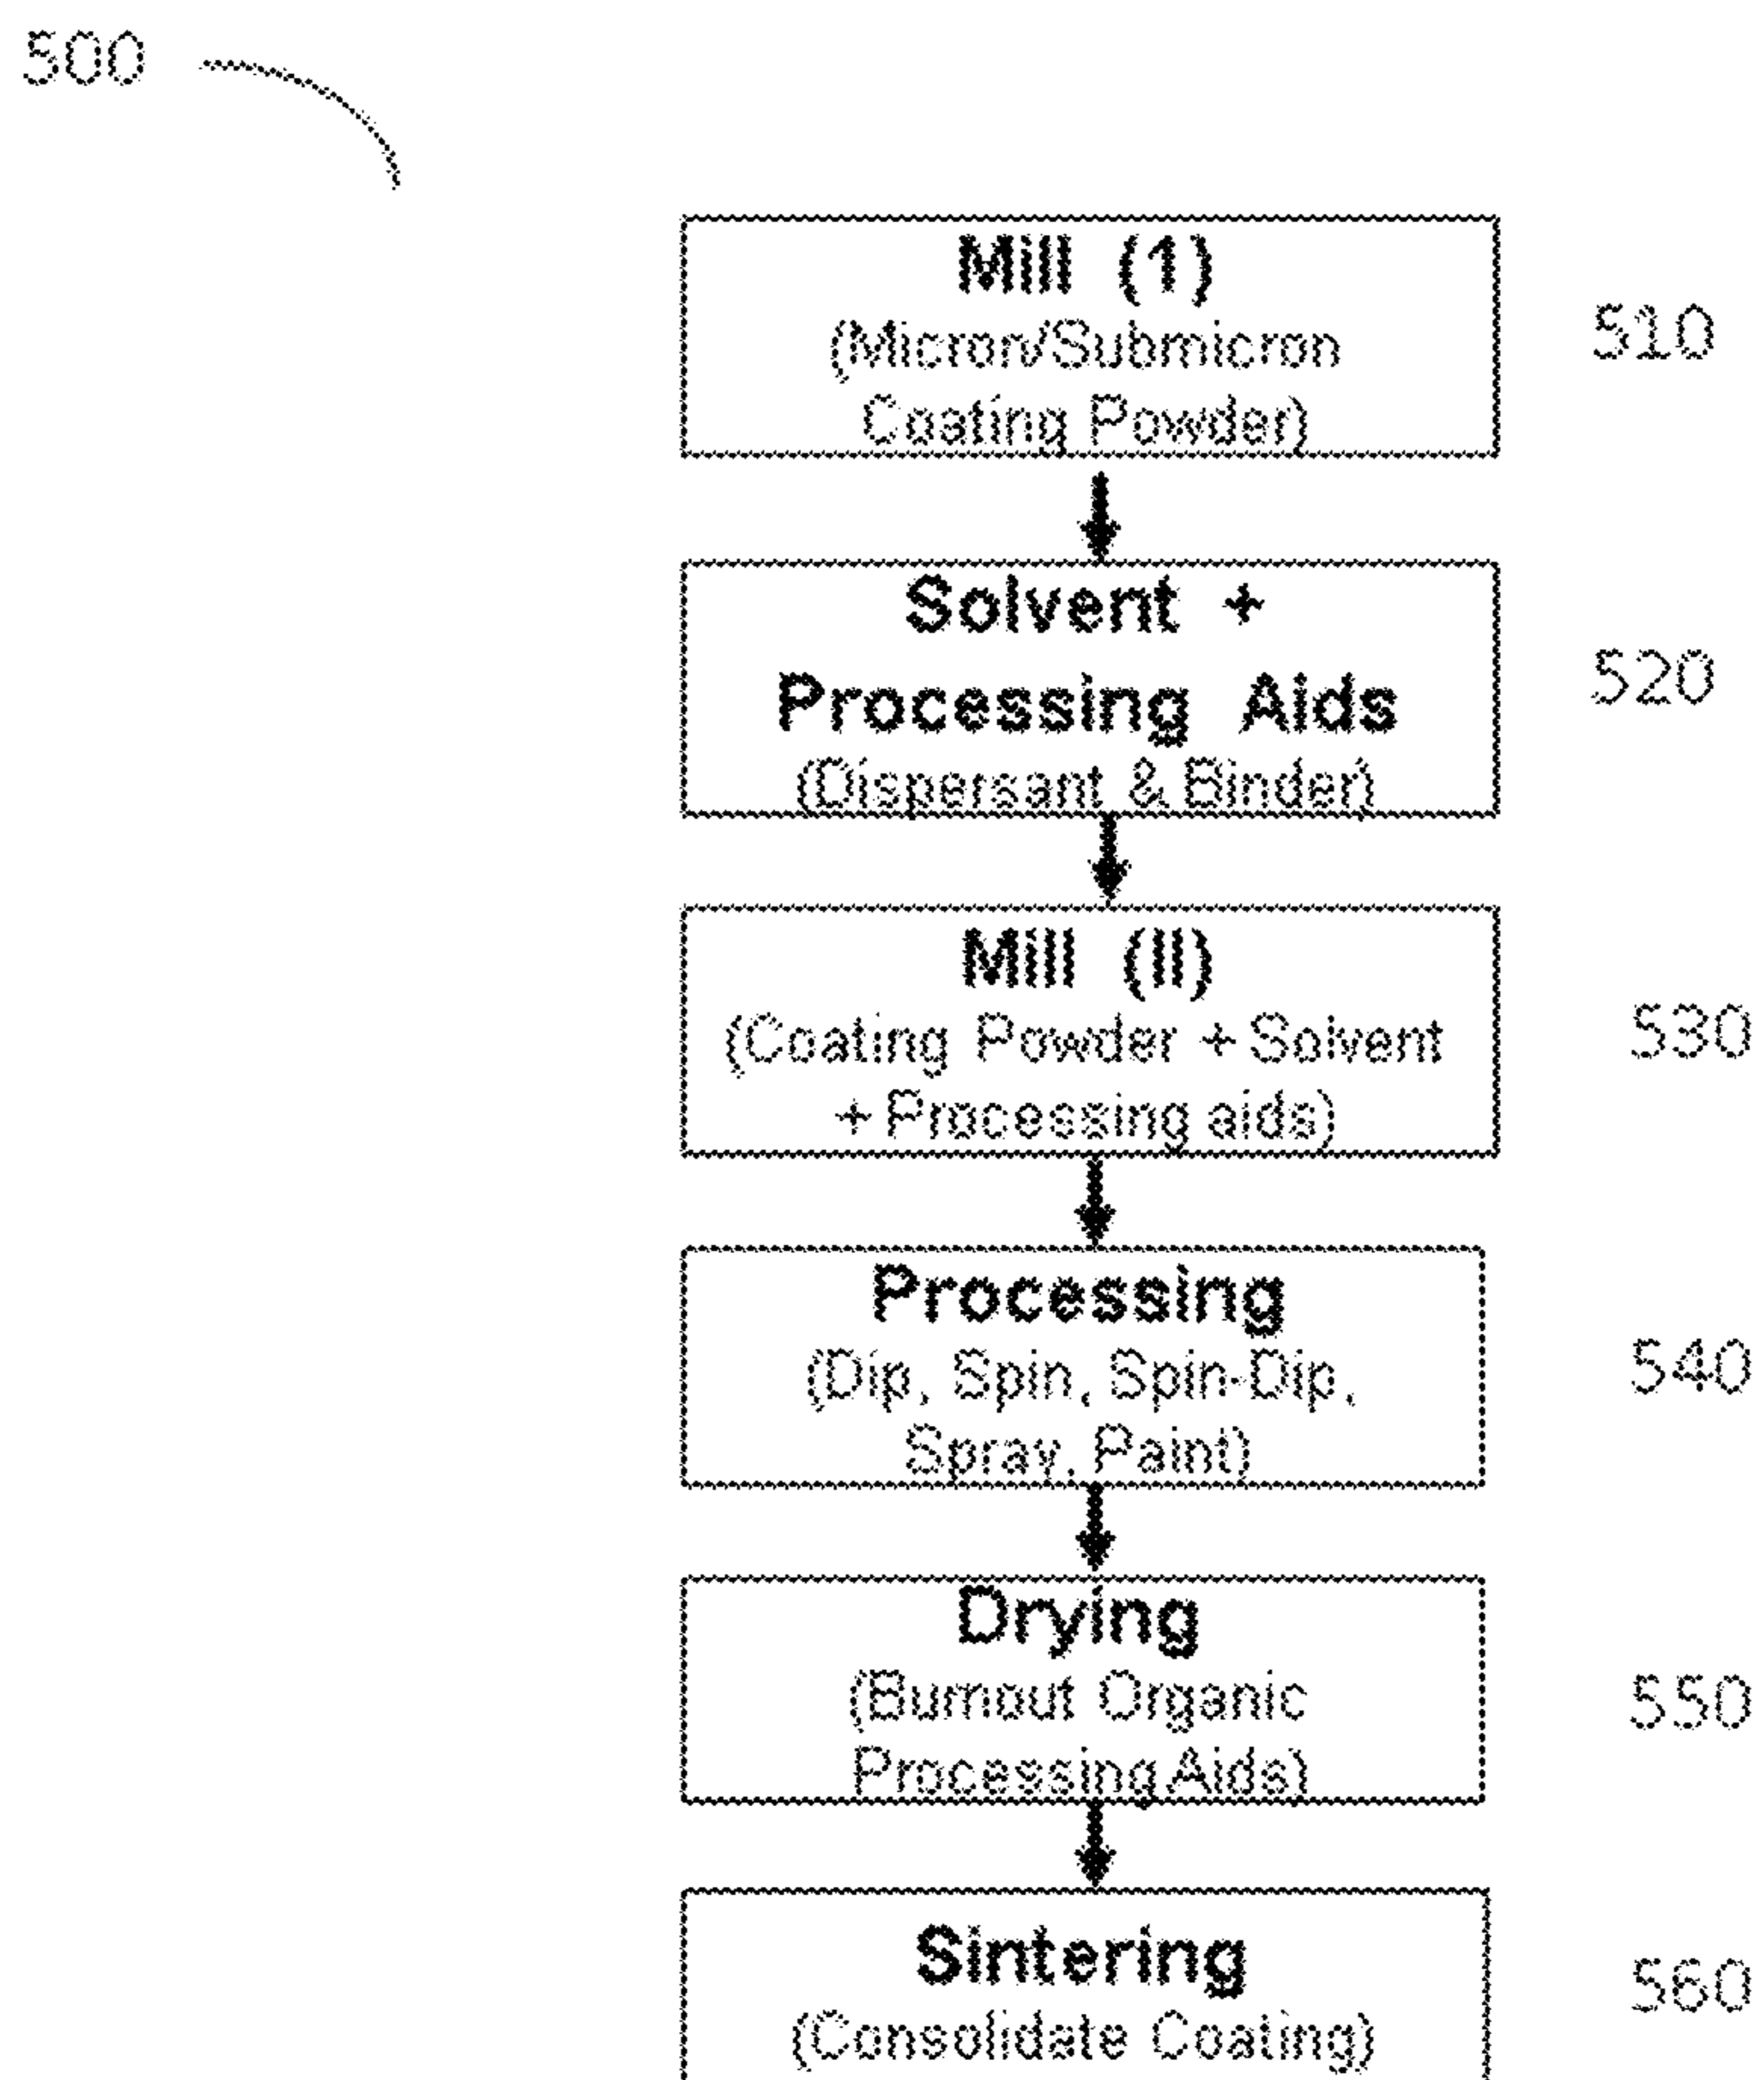 500
Mill (1)
(Micron/Submicron
Coating Powder)
510
Solvent +
Processing Aids
(Dispersant & Binder)
520
Mill (II)
(Coating Powder + Solvent
+ Processing aids)
530
Processing
(Dip, Spin, Spin-Dip,
Spray, Paint)
540
Drying
(Burnout Organic
Processing Aids)
550
Sintering
(Consolidate Coating)
560